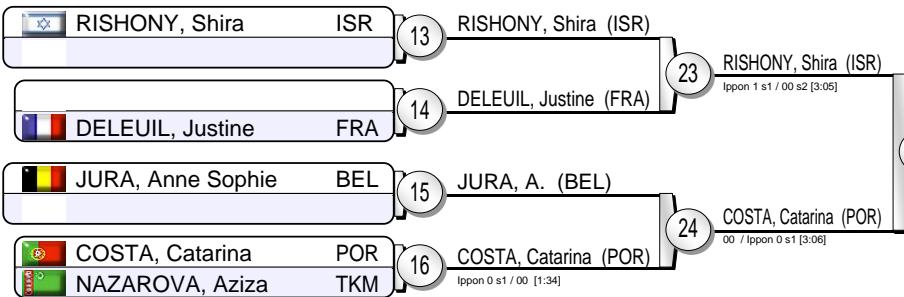 RISHONY, Shira ISR
13
RISHONY, Shira (ISR)
23
RISHONY, Shira (ISR)
Ippon 1 s1 / 00 s2 [3:05]
DELEUIL, Justine FRA
14
DELEUIL, Justine (FRA)
JURA, Anne Sophie BEL
15
JURA, A. (BEL)
24
COSTA, Catarina (POR)
00 / Ippon 0 s1 [3:06]
COSTA, Catarina POR
NAZAROVA, Aziza TKM
16
COSTA, Catarina (POR)
Ippon 0 s1 / 00 [1:34]